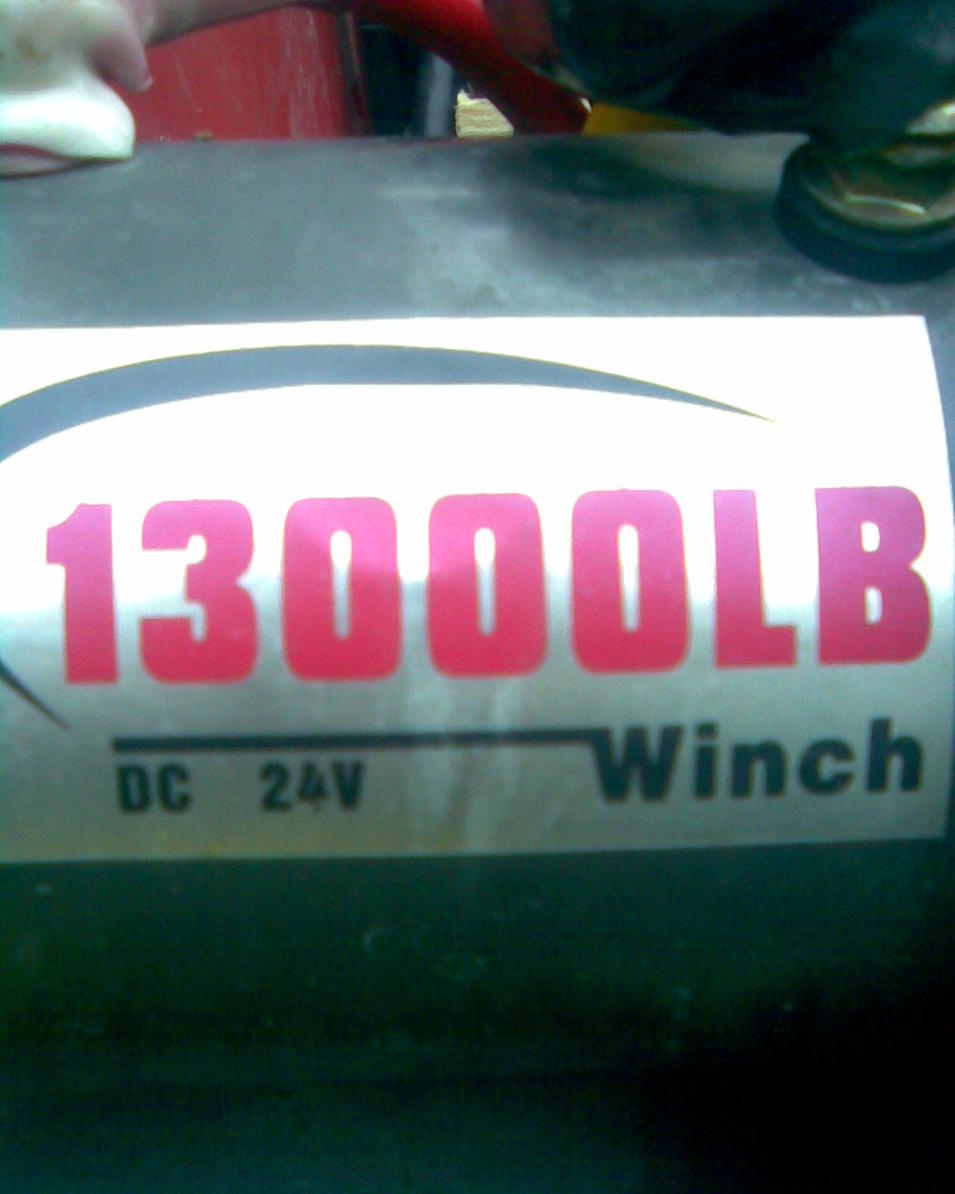 13000LB
DC 24V Winch